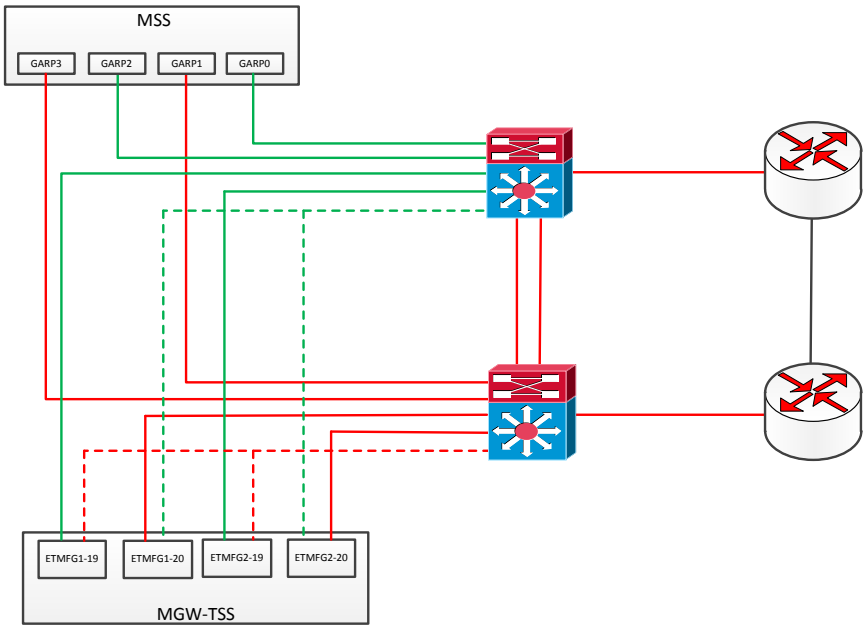 MSS
GARP3
GARP2
GARP1
GARP0
ETMFG1-19
ETMFG1-20
ETMFG2-19
ETMFG2-20
MGW-TSS